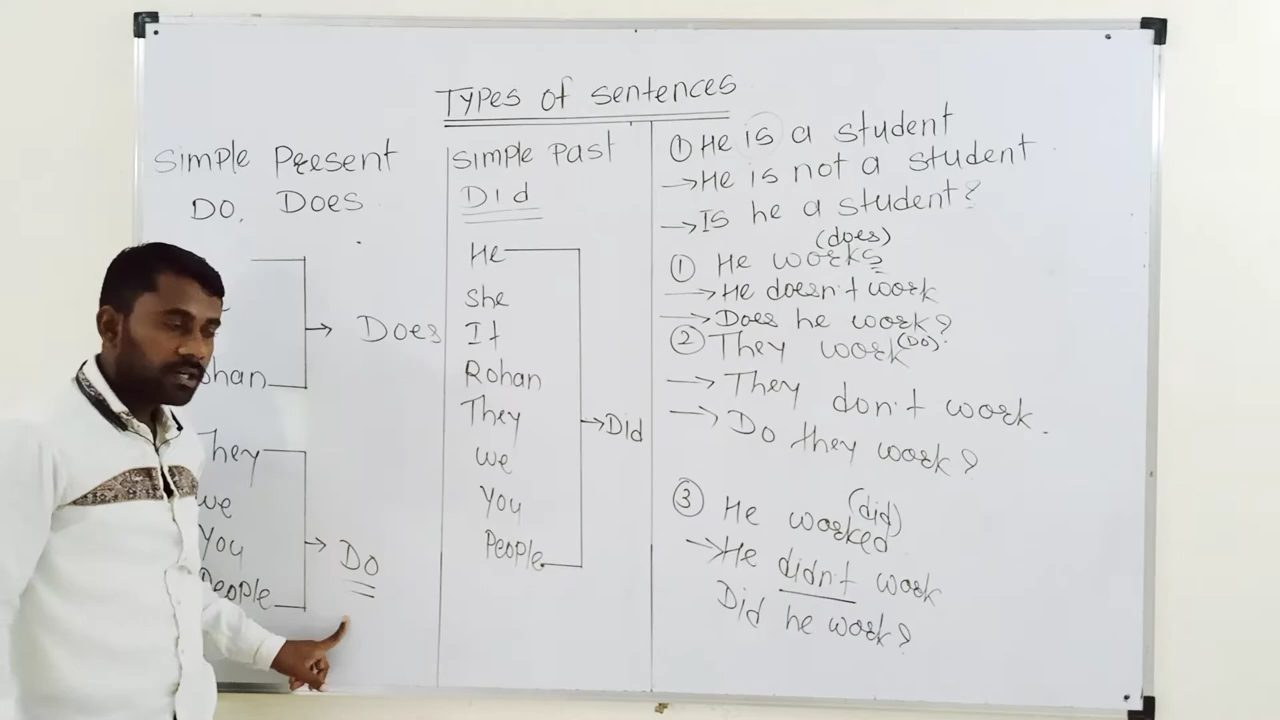 Types of sentences
Simple Present
DO, Does
Does
They
we
You
People
Do
Simple Past
Did
He
She
It
Rohan
They
we
You
People
Did
① He is a student
→ He is not a student
→ Is he a student?
(does)
① He works
→ He doesn't work
→ Does he work?
② They work (Do)
→ They don't work.
→ Do they work?
③ He worked (did)
→ He didn't work
Did he work?